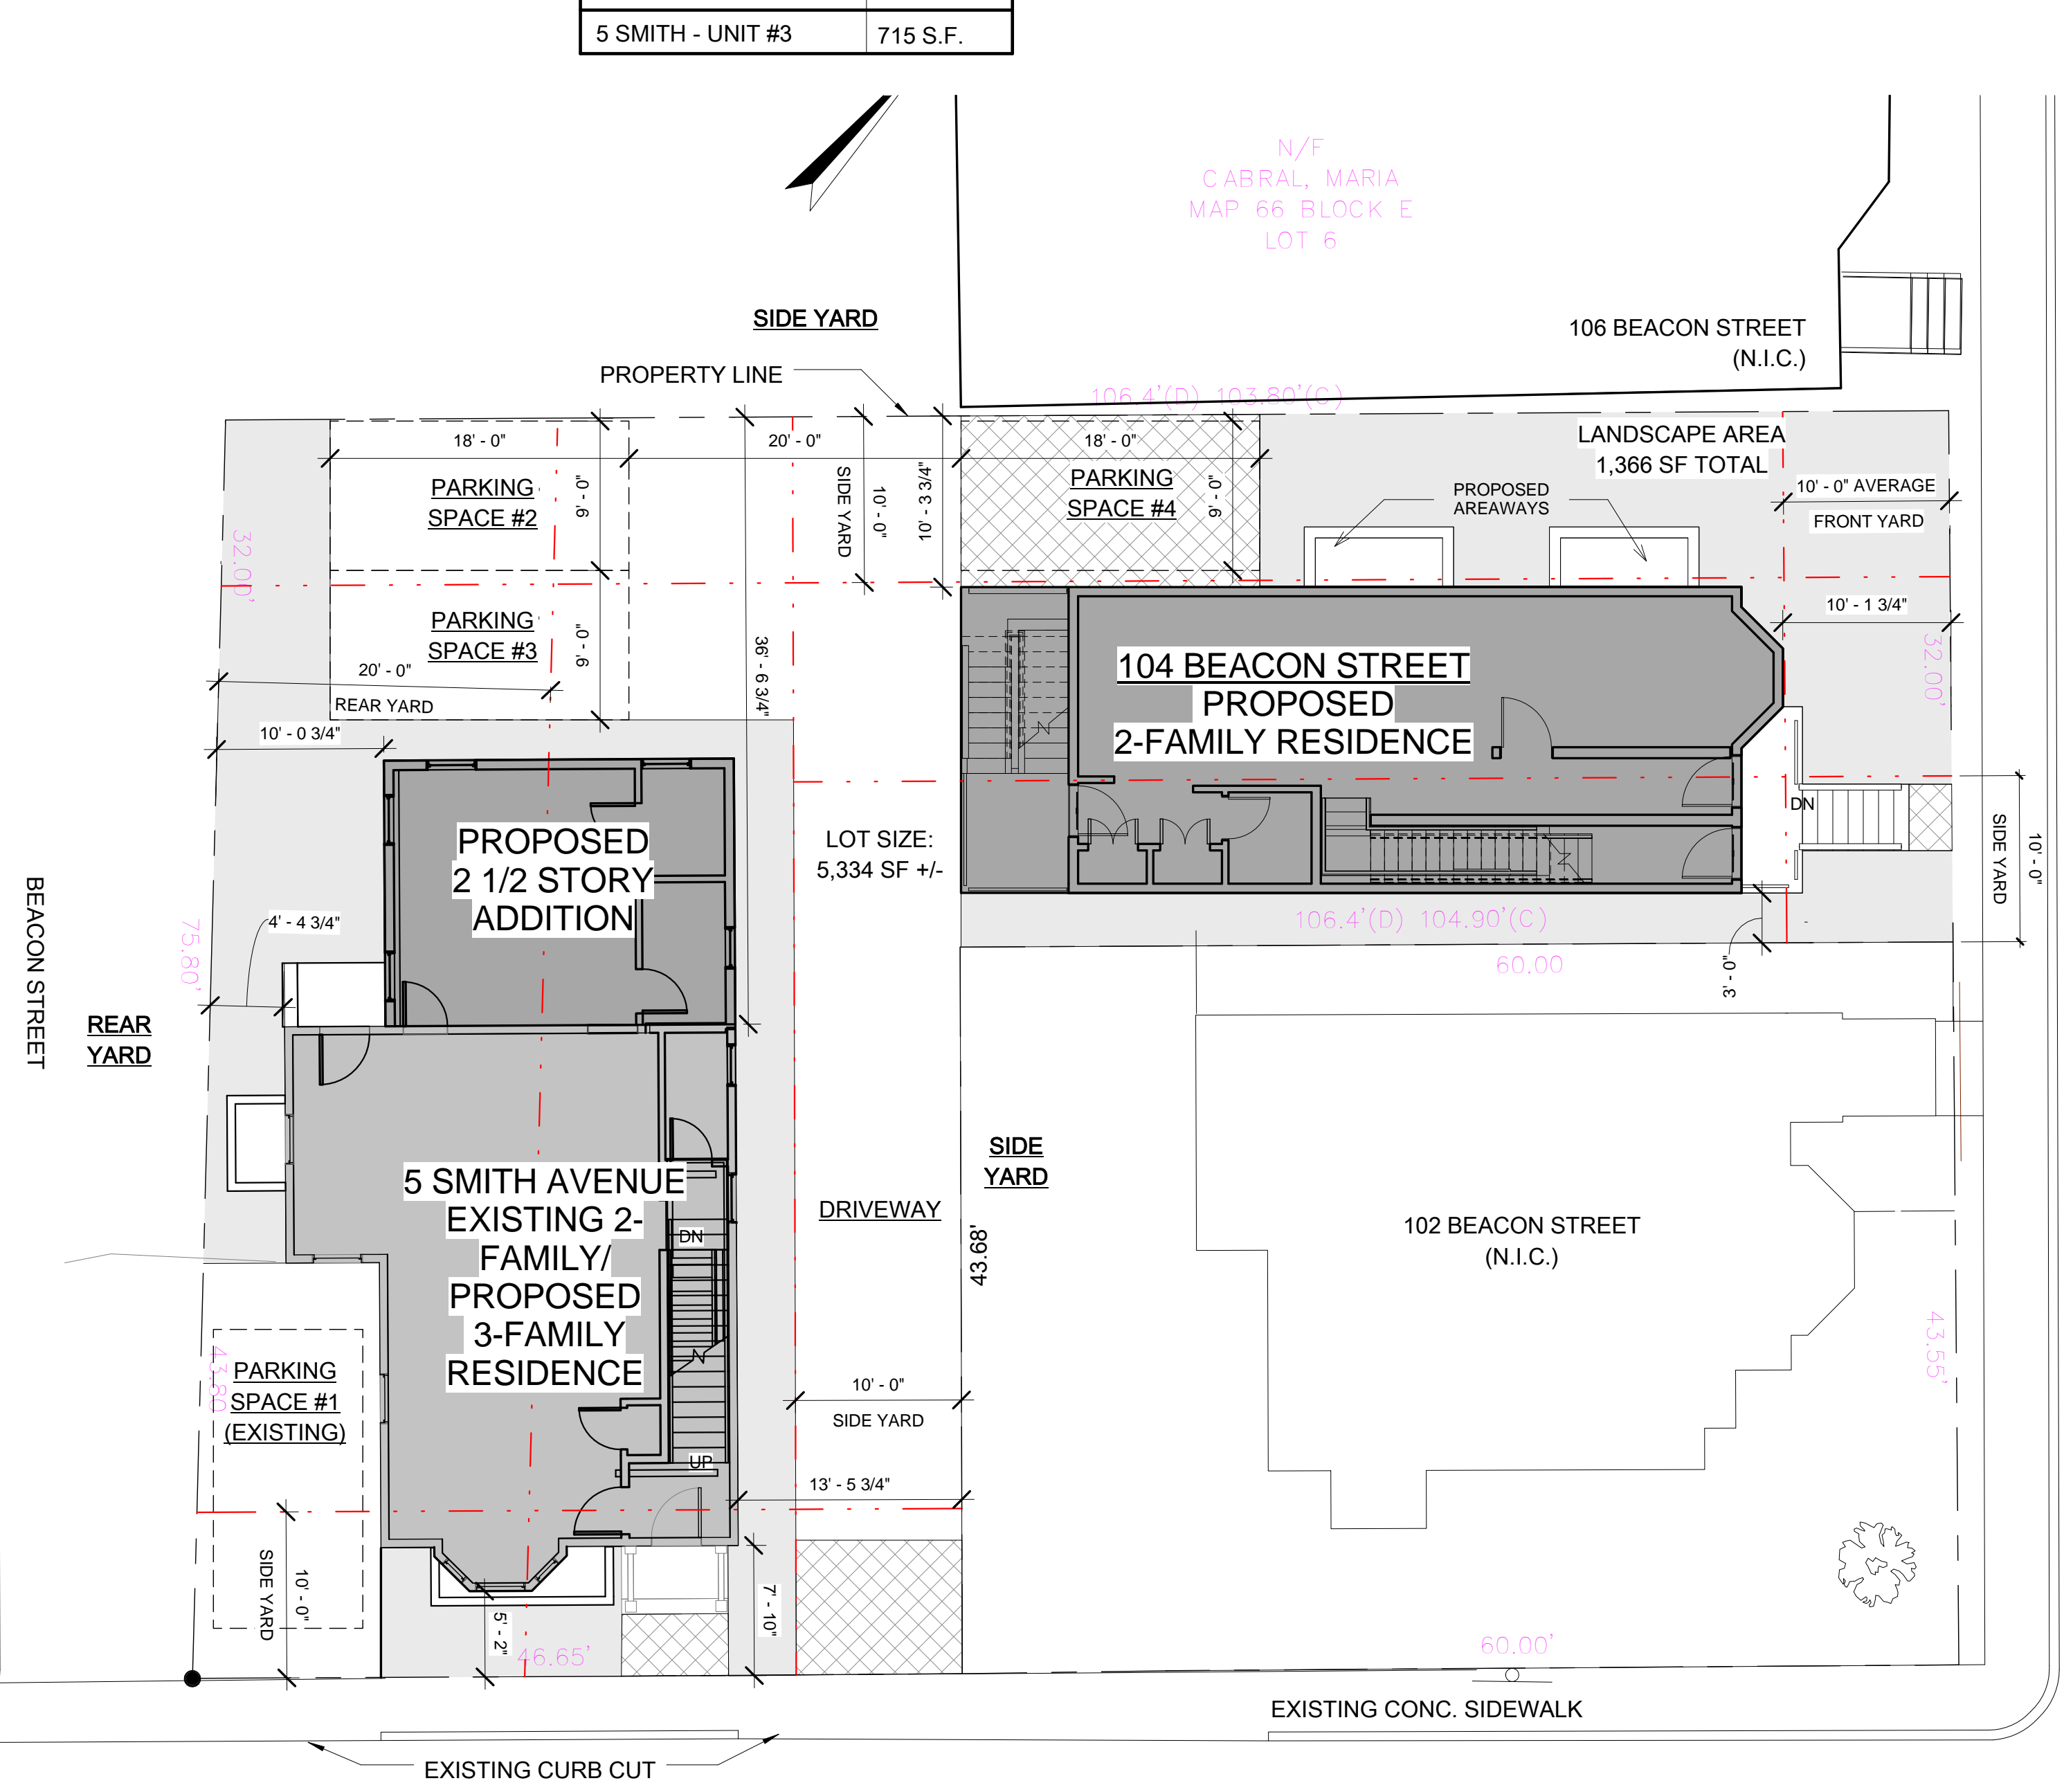 5 SMITH - UNIT #3
715 S.F.
N/F
CABRAL, MARIA
MAP 66 BLOCK E
LOT 6
SIDE YARD
106 BEACON STREET
(N.I.C.)
PROPERTY LINE
106.4'(D) 103.80'(C)
18' - 0"
20' - 0"
18' - 0"
LANDSCAPE AREA
1,366 SF TOTAL
PARKING
SPACE #2
9' - 0"
SIDE YARD
10' - 0"
10' - 3 3/4"
PARKING
SPACE #4
9' - 0"
PROPOSED
AREAWAYS
10' - 0" AVERAGE
FRONT YARD
32.00'
10' - 1 3/4"
PARKING
SPACE #3
9' - 0"
20' - 0"
REAR YARD
36' - 6 3/4"
104 BEACON STREET
PROPOSED
2-FAMILY RESIDENCE
32.00'
10' - 0 3/4"
DN
PROPOSED
2 1/2 STORY
ADDITION
LOT SIZE:
5,334 SF +/-
SIDE YARD
10' - 0"
BEACON STREET
75.80'
4' - 4 3/4"
106.4'(D) 104.90'(C)
60.00
3' - 0"
REAR
YARD
SIDE
YARD
5 SMITH AVENUE
EXISTING 2-
FAMILY/
PROPOSED
3-FAMILY
RESIDENCE
DN
DRIVEWAY
43.68'
102 BEACON STREET
(N.I.C.)
43.55'
43.80
PARKING
SPACE #1
(EXISTING)
10' - 0"
SIDE YARD
UP
13' - 5 3/4"
SIDE YARD
10' - 0"
5' - 2"
7' - 10"
46.65'
60.00'
EXISTING CONC. SIDEWALK
EXISTING CURB CUT